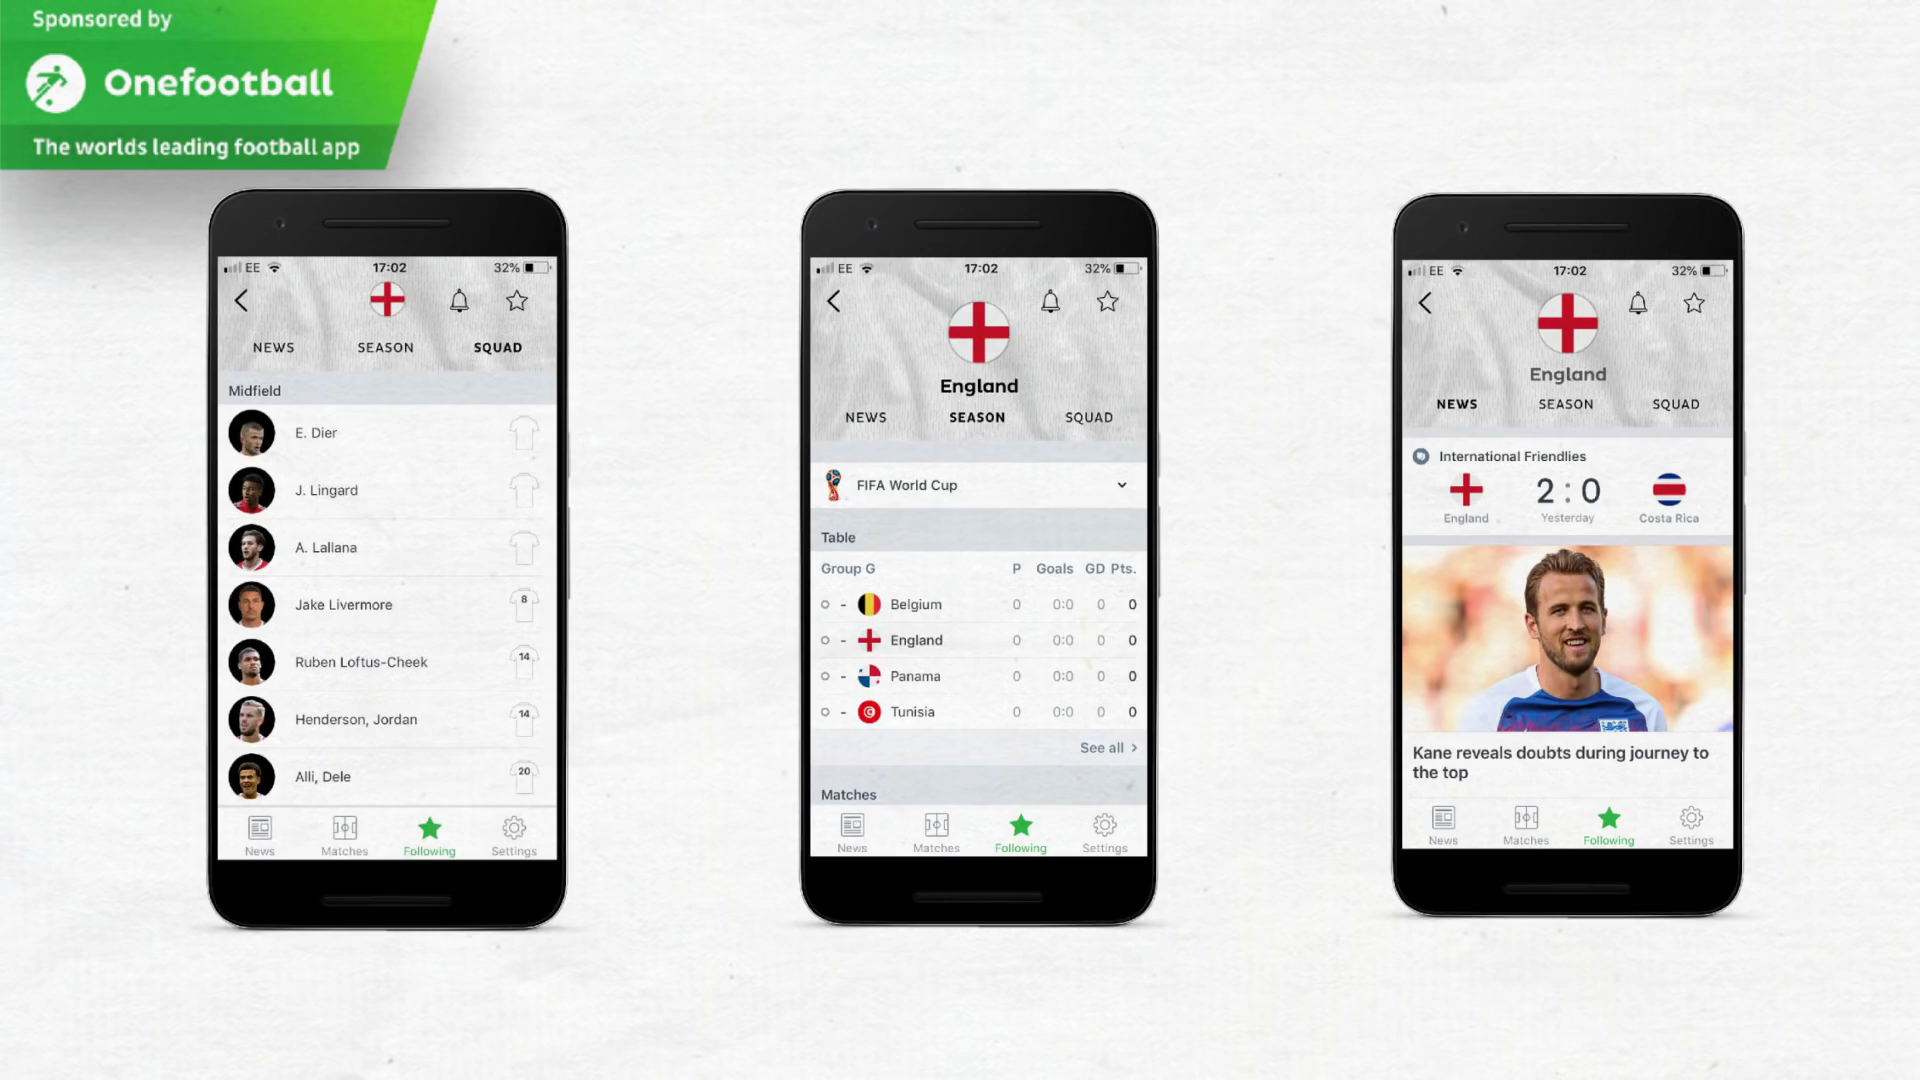 Sponsored by
Onefootball
The worlds leading football app
EE 17:02 32%
NEWS SEASON SQUAD
Midfield
E. Dier
J. Lingard
A. Lallana
Jake Livermore 8
Ruben Loftus-Cheek 14
Henderson, Jordan 14
Alli, Dele 20
News Matches Following Settings
EE 17:02 32%
England
NEWS SEASON SQUAD
FIFA World Cup
Table
Group G P Goals GD Pts.
- Belgium 0 0:0 0 0
- England 0 0:0 0 0
- Panama 0 0:0 0 0
- Tunisia 0 0:0 0 0
See all >
Matches
News Matches Following Settings
EE 17:02 32%
England
NEWS SEASON SQUAD
International Friendlies
2 : 0
England Yesterday Costa Rica
Kane reveals doubts during journey to
the top
News Matches Following Settings